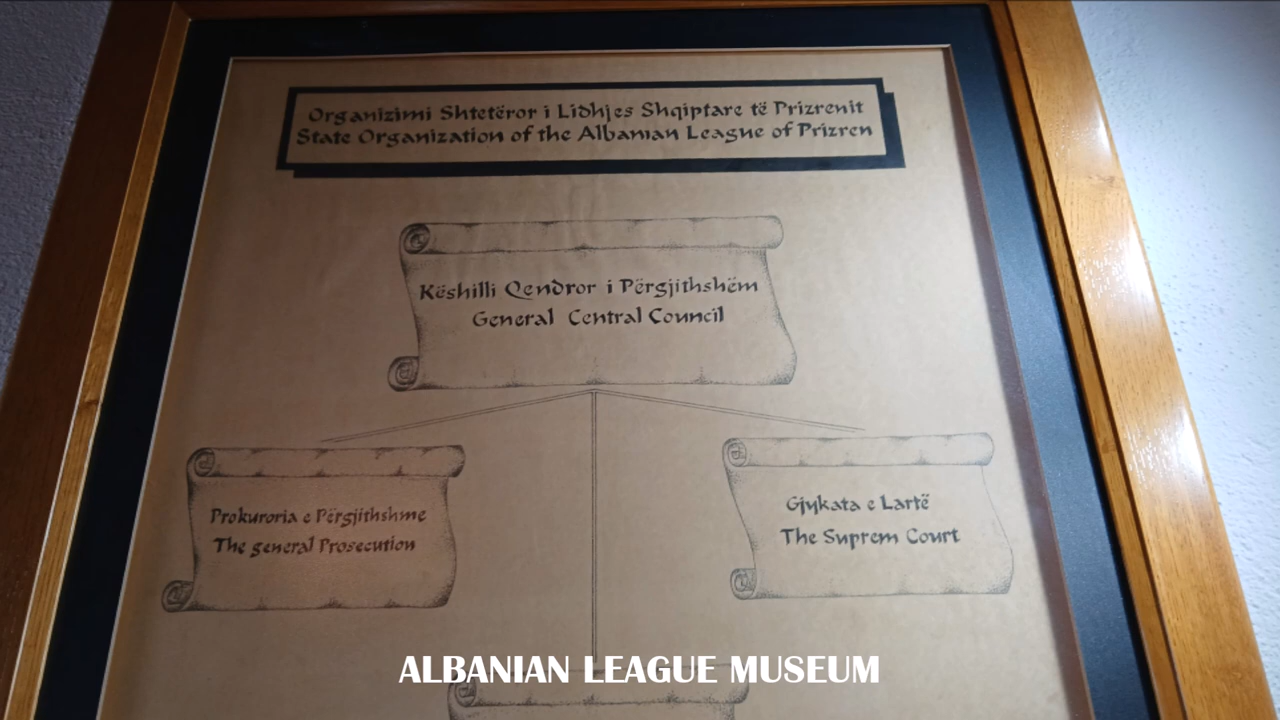 Organizimi Shtetëror i Lidhjes Shqiptare të Prizrenit
State Organization of the Albanian League of Prizren
Këshilli Qendror i Përgjithshëm
General Central Council
Prokuroria e Përgjithshme
The general Prosecution
Gjykata e Lartë
The Suprem Court
ALBANIAN LEAGUE MUSEUM